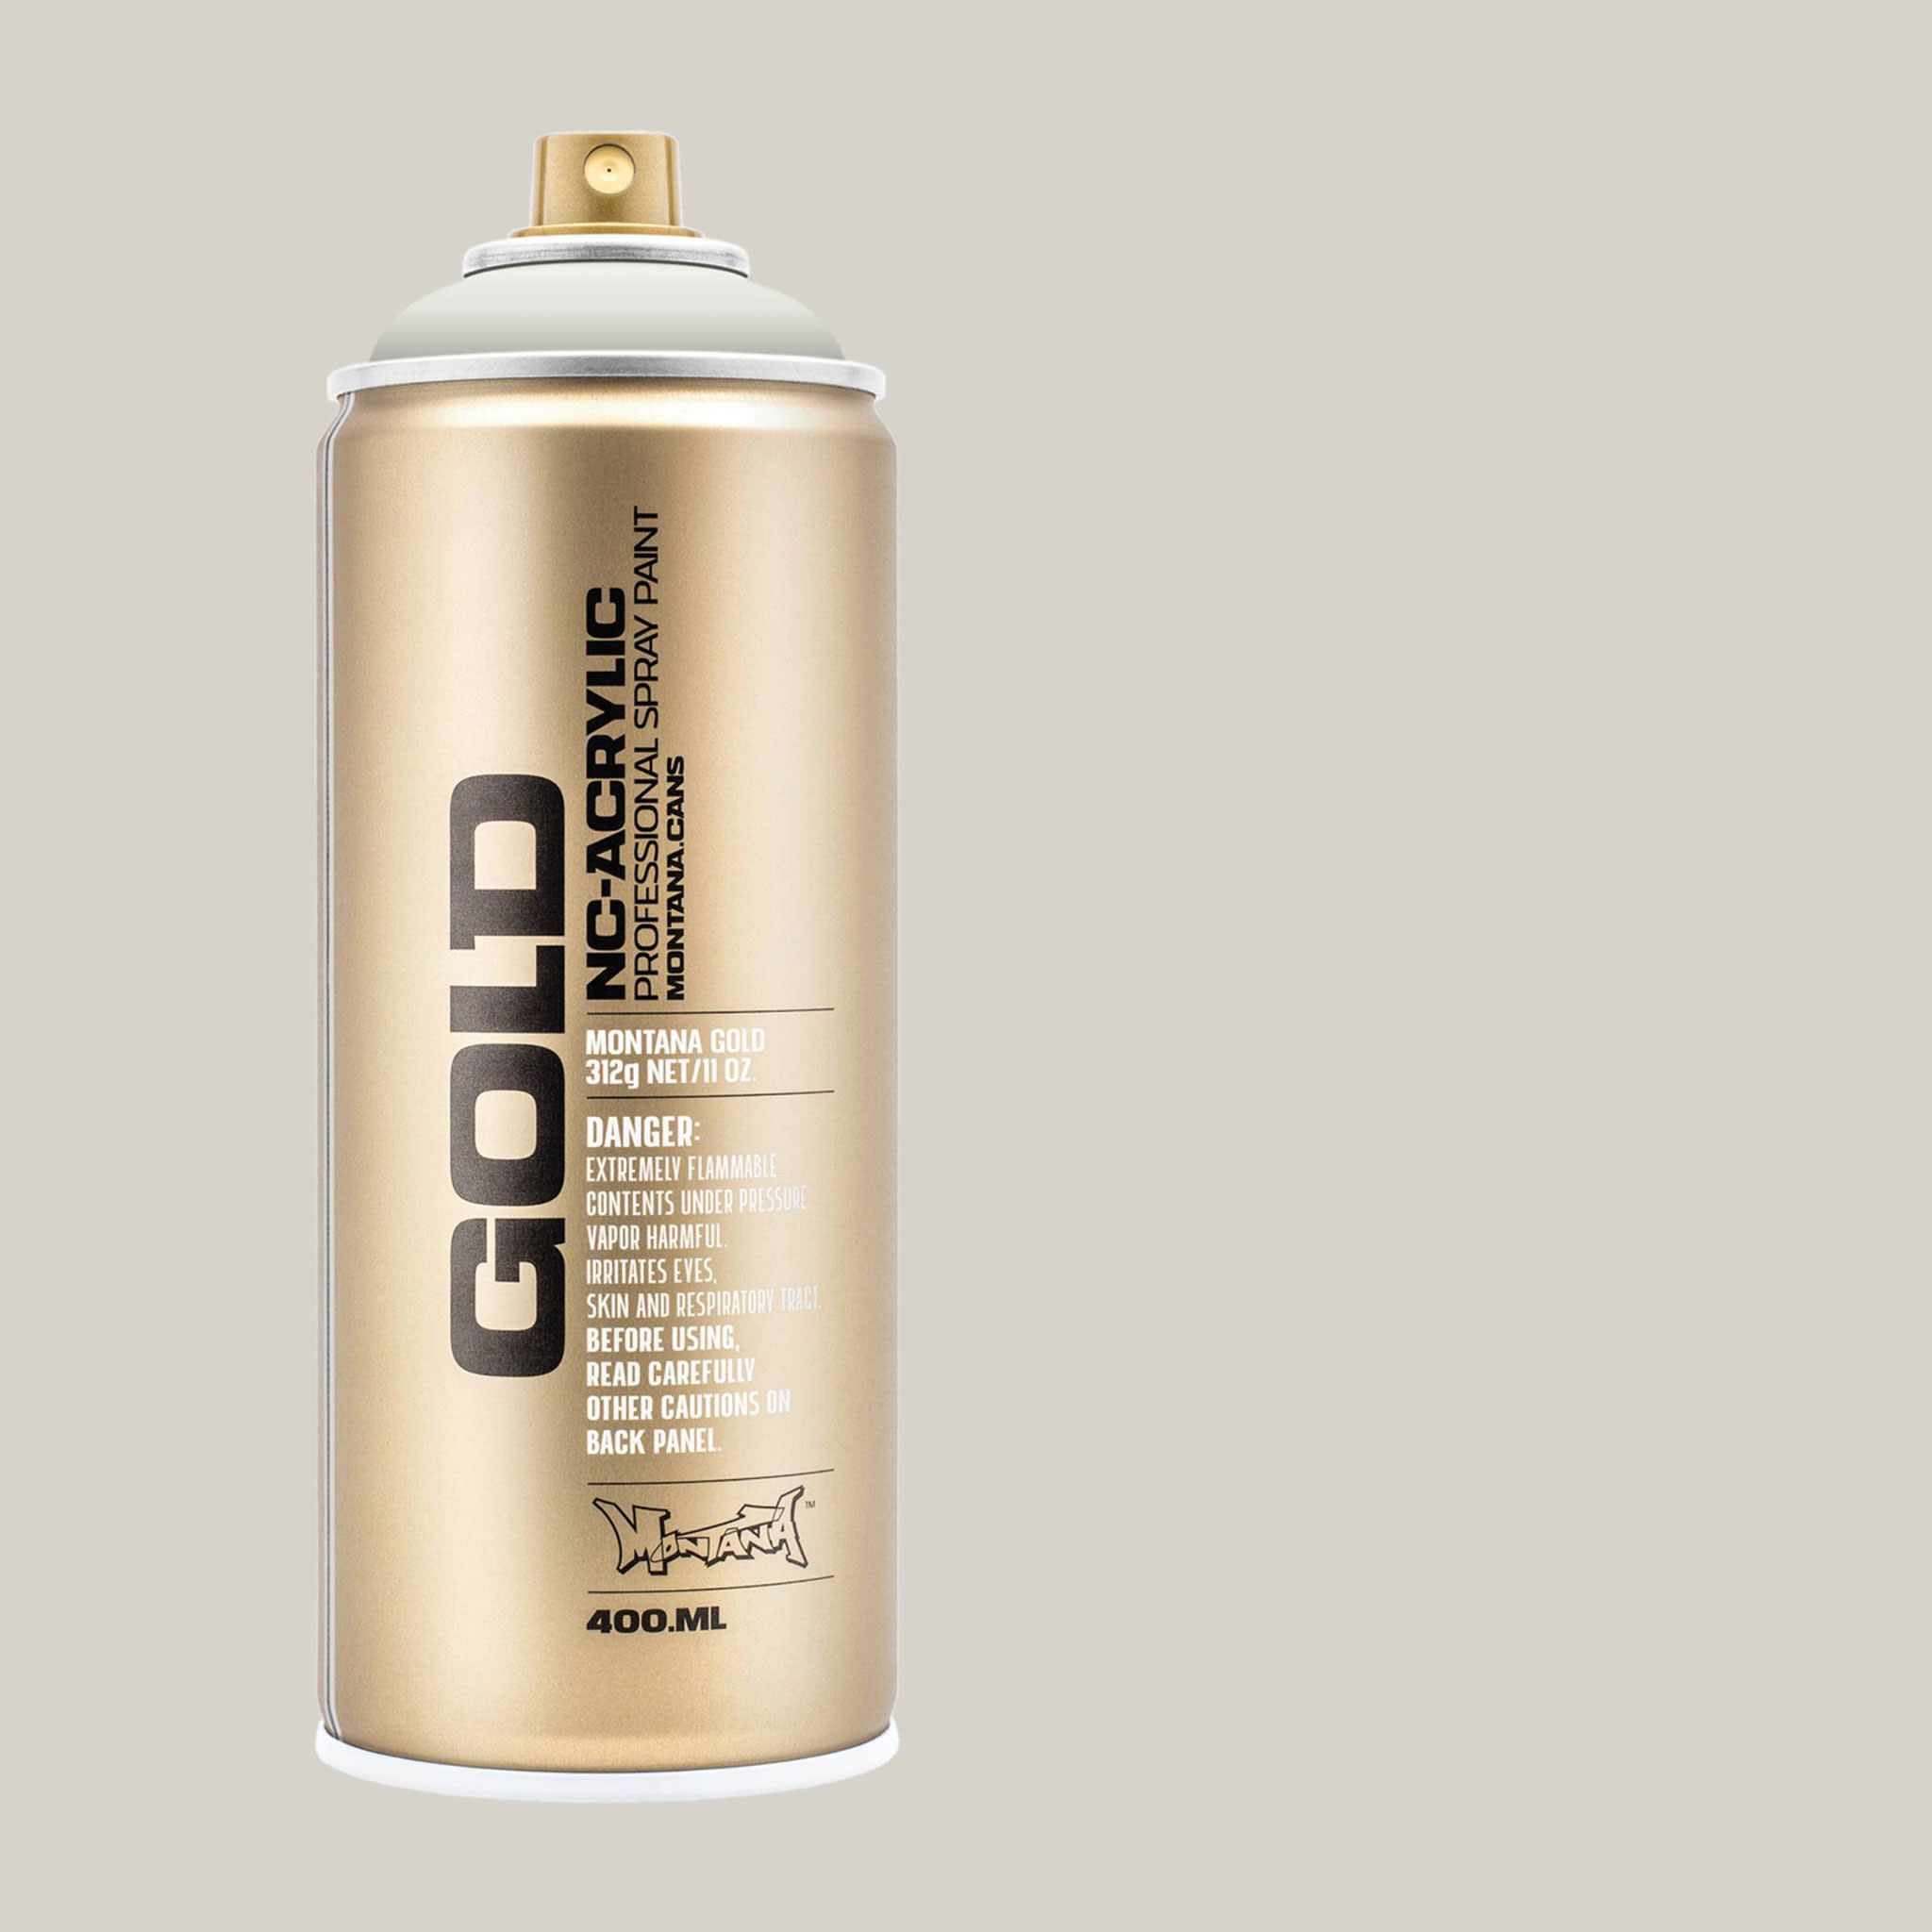 GOLD
NC-ACRYLIC
PROFESSIONAL SPRAY PAINT
MONTANA.CANS
MONTANA GOLD
312g NET/11 OZ.
DANGER:
EXTREMELY FLAMMABLE
CONTENTS UNDER PRESSURE
VAPOR HARMFUL.
IRRITATES EYES,
SKIN AND RESPIRATORY TRACT.
BEFORE USING,
READ CAREFULLY
OTHER CAUTIONS ON
BACK PANEL.
MONTANA™
400.ML